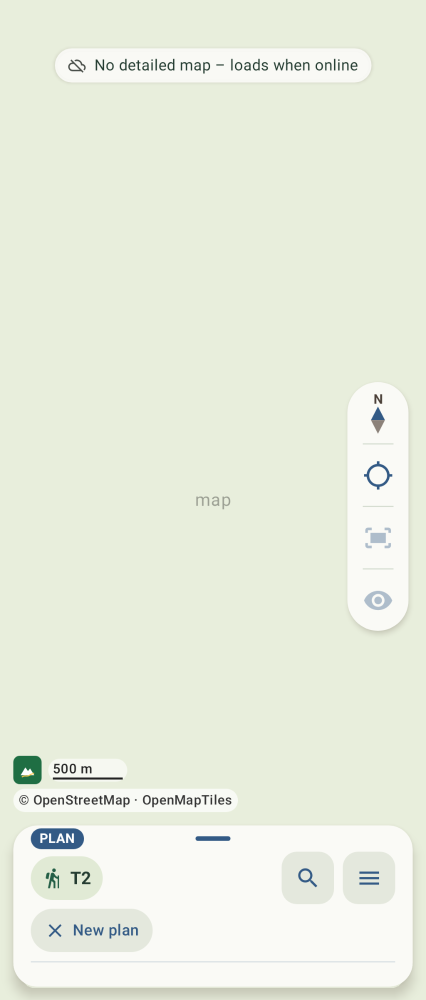 No detailed map – loads when online
N
map
500 m
© OpenStreetMap · OpenMapTiles
PLAN
T2
New plan